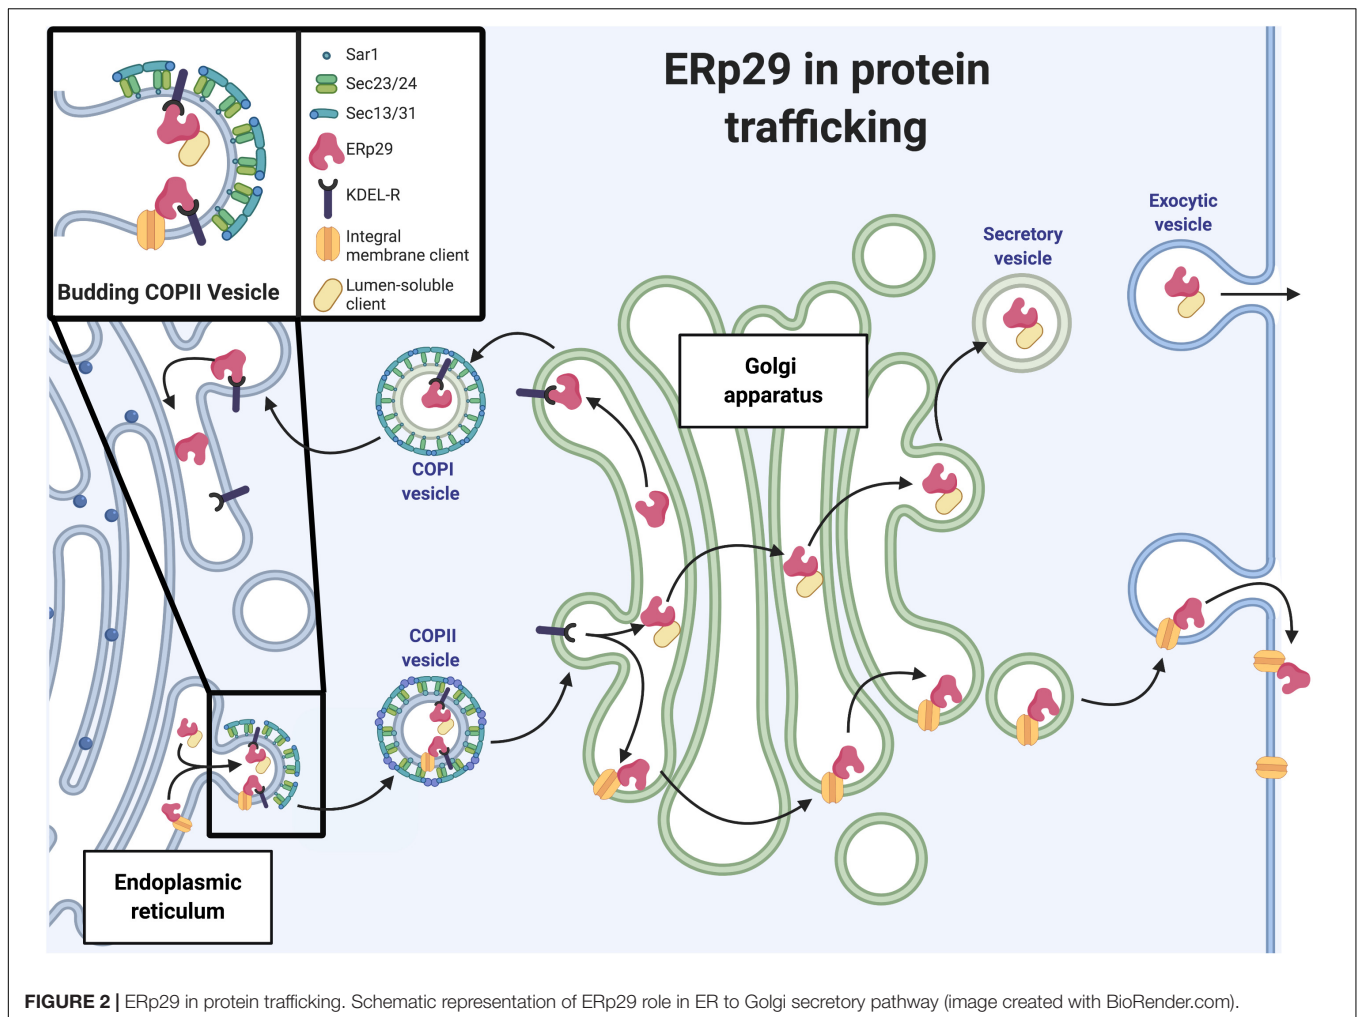 ERp29 in protein
trafficking
Sar1
Sec23/24
Sec13/31
ERp29
KDEL-R
Integral
membrane client
Lumen-soluble
client
Budding COPII Vesicle
Exocytic
vesicle
Secretory
vesicle
Golgi
apparatus
COPI
vesicle
COPII
vesicle
Endoplasmic
reticulum
FIGURE 2 | ERp29 in protein trafficking. Schematic representation of ERp29 role in ER to Golgi secretory pathway (image created with BioRender.com).